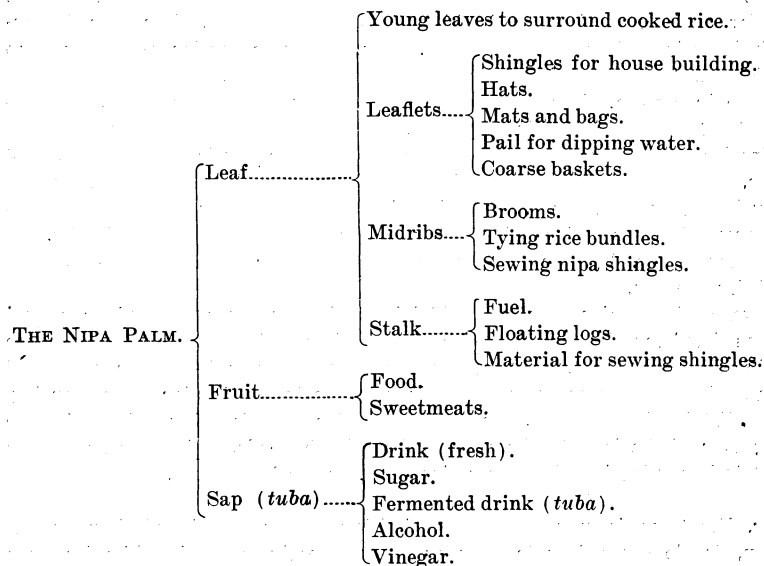 Young leaves to surround cooked rice.
Shingles for house building.
Hats.
Leaflets
Mats and bags.
Pail for dipping water.
Coarse baskets.
Leaf
Brooms.
Midribs
Tying rice bundles.
Sewing nipa shingles.
Fuel.
THE NIPA PALM.
Stalk
Floating logs.
Material for sewing shingles.
Food.
Fruit
Sweetmeats.
Drink (fresh).
Sugar.
Sap (tuba)
Fermented drink (tuba).
Alcohol.
Vinegar.